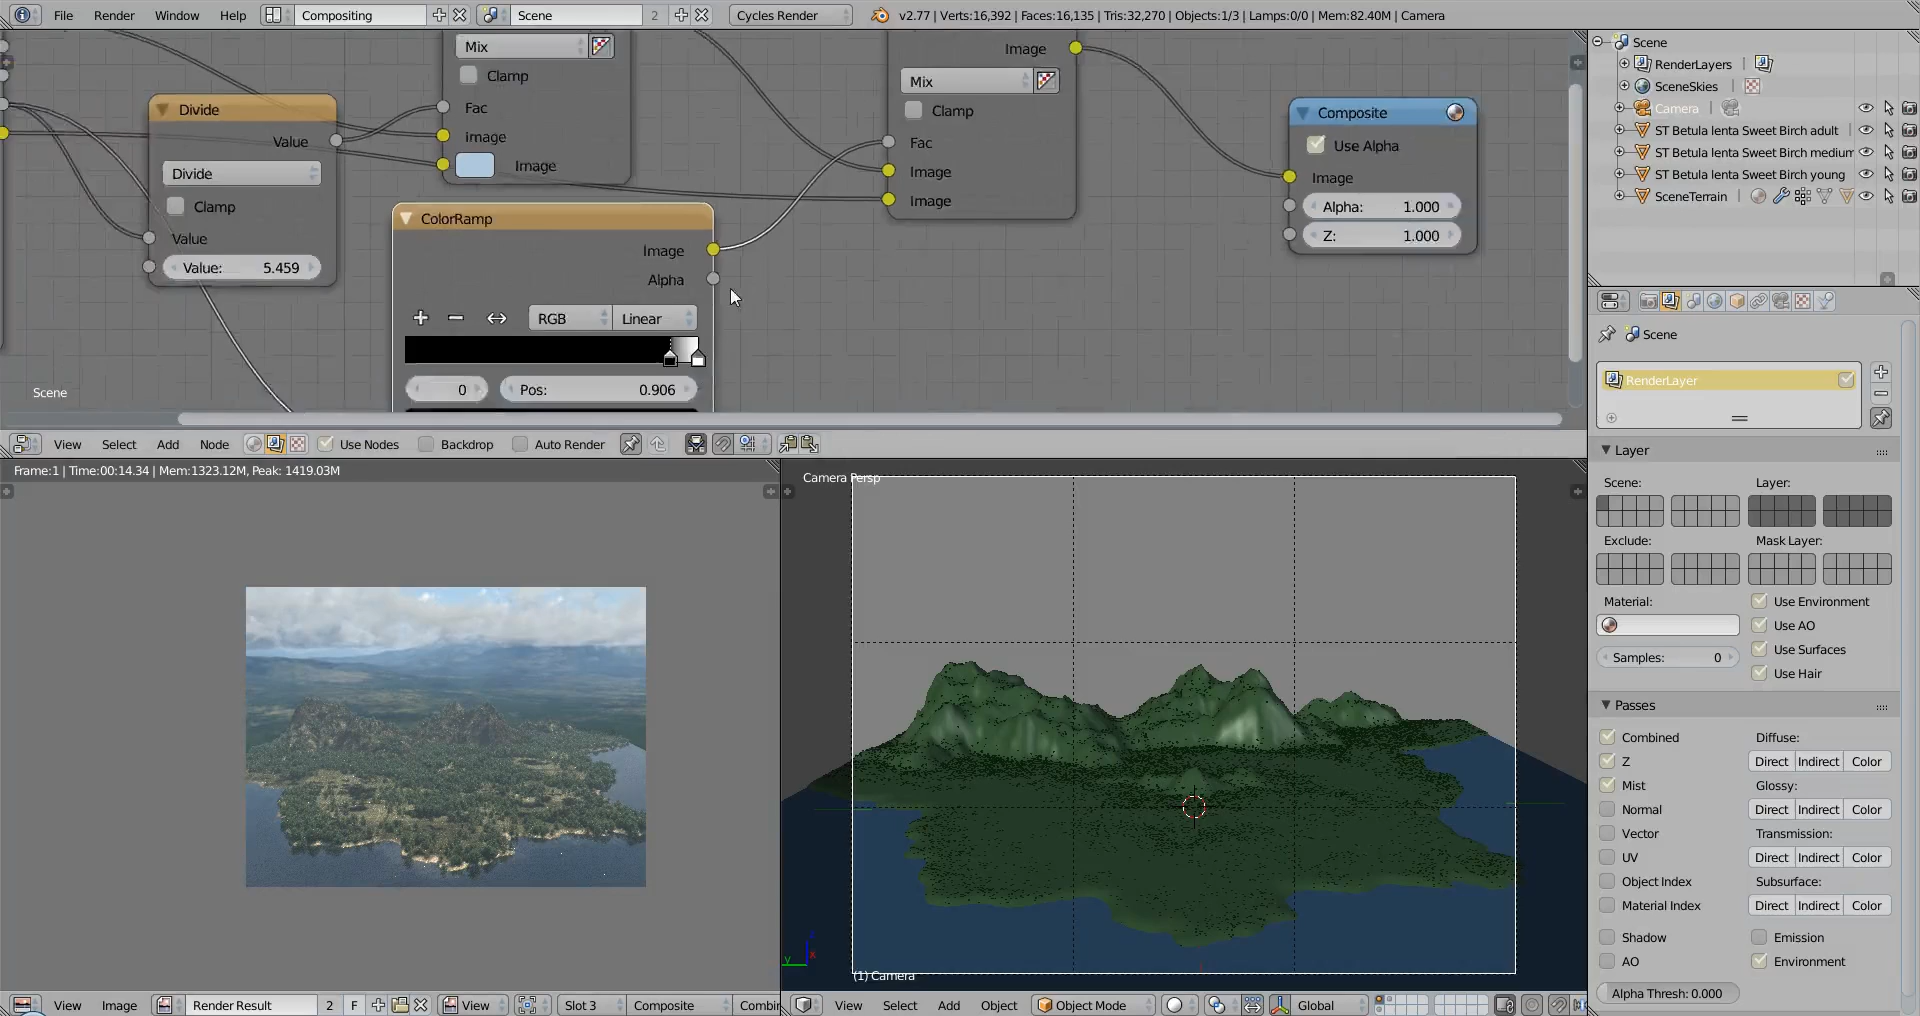 File Render Window Help Compositing Scene 2 Cycles Render v2.77 | Verts:16,392 | Faces:16,135 | Tris:32,270 | Objects:1/3 | Lamps:0/0 | Mem:82.40M | Camera
Mix
Clamp
Fac
Image
Image
Divide
Value
Divide
Clamp
Value
Value: 5.459
ColorRamp
Image
Alpha
RGB Linear
0 Pos: 0.906
Image
Mix
Clamp
Fac
Image
Image
Composite
Use Alpha
Image
Alpha: 1.000
Z: 1.000
Scene
View Select Add Node Use Nodes Backdrop Auto Render
Frame:1 | Time:00:14.34 | Mem:1323.12M, Peak: 1419.03M
View Image Render Result 2 F View Slot 3 Composite Combin
Camera Persp
y
x
(1) Camera
View Select Add Object Object Mode Global
Scene
RenderLayers
SceneSkies
Camera
ST Betula lenta Sweet Birch adult
ST Betula lenta Sweet Birch medium
ST Betula lenta Sweet Birch young
SceneTerrain
Scene
RenderLayer
Layer
Scene: Layer:
Exclude: Mask Layer:
Material: Use Environment
Use AO
Use Surfaces
Samples: 0
Use Hair
Passes
Combined Diffuse:
Z Direct Indirect Color
Mist Glossy:
Normal Direct Indirect Color
Vector Transmission:
UV Direct Indirect Color
Object Index Subsurface:
Material Index Direct Indirect Color
Shadow Emission
AO Environment
Alpha Thresh: 0.000